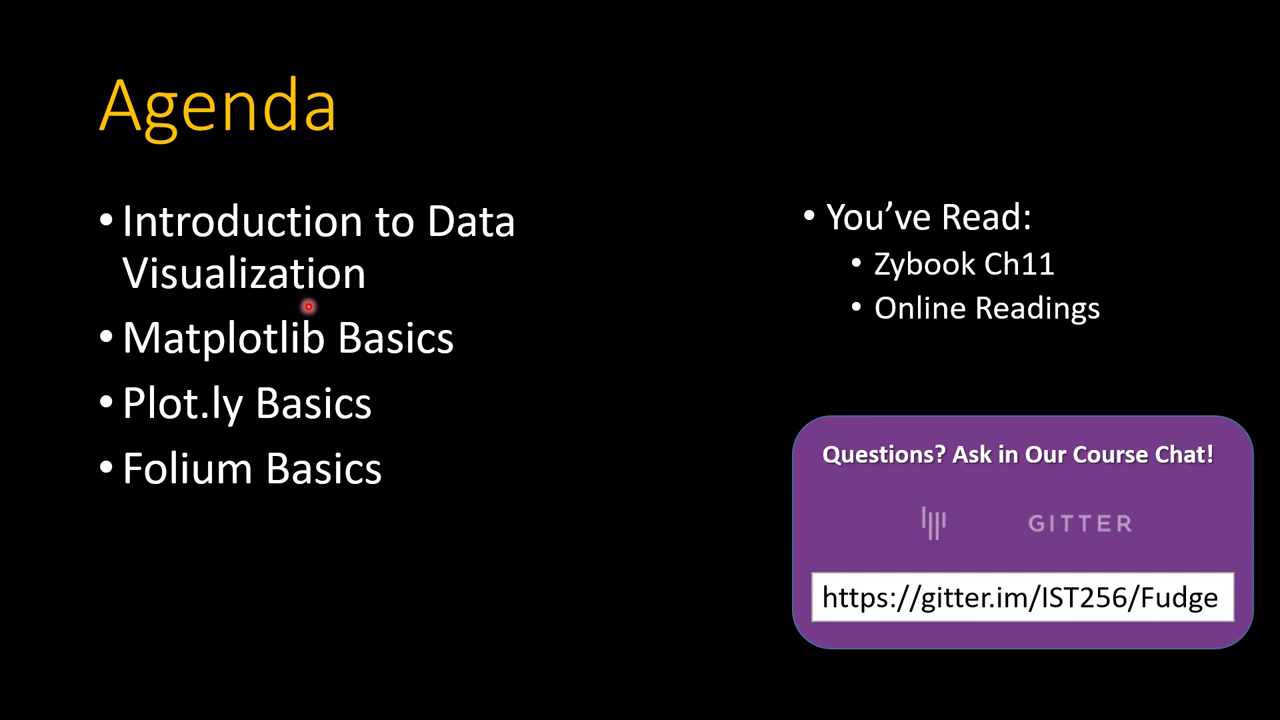 Agenda
• Introduction to Data
Visualization
• Matplotlib Basics
• Plot.ly Basics
• Folium Basics
• You’ve Read:
• Zybook Ch11
• Online Readings
Questions? Ask in Our Course Chat!
GITTER
https://gitter.im/IST256/Fudge